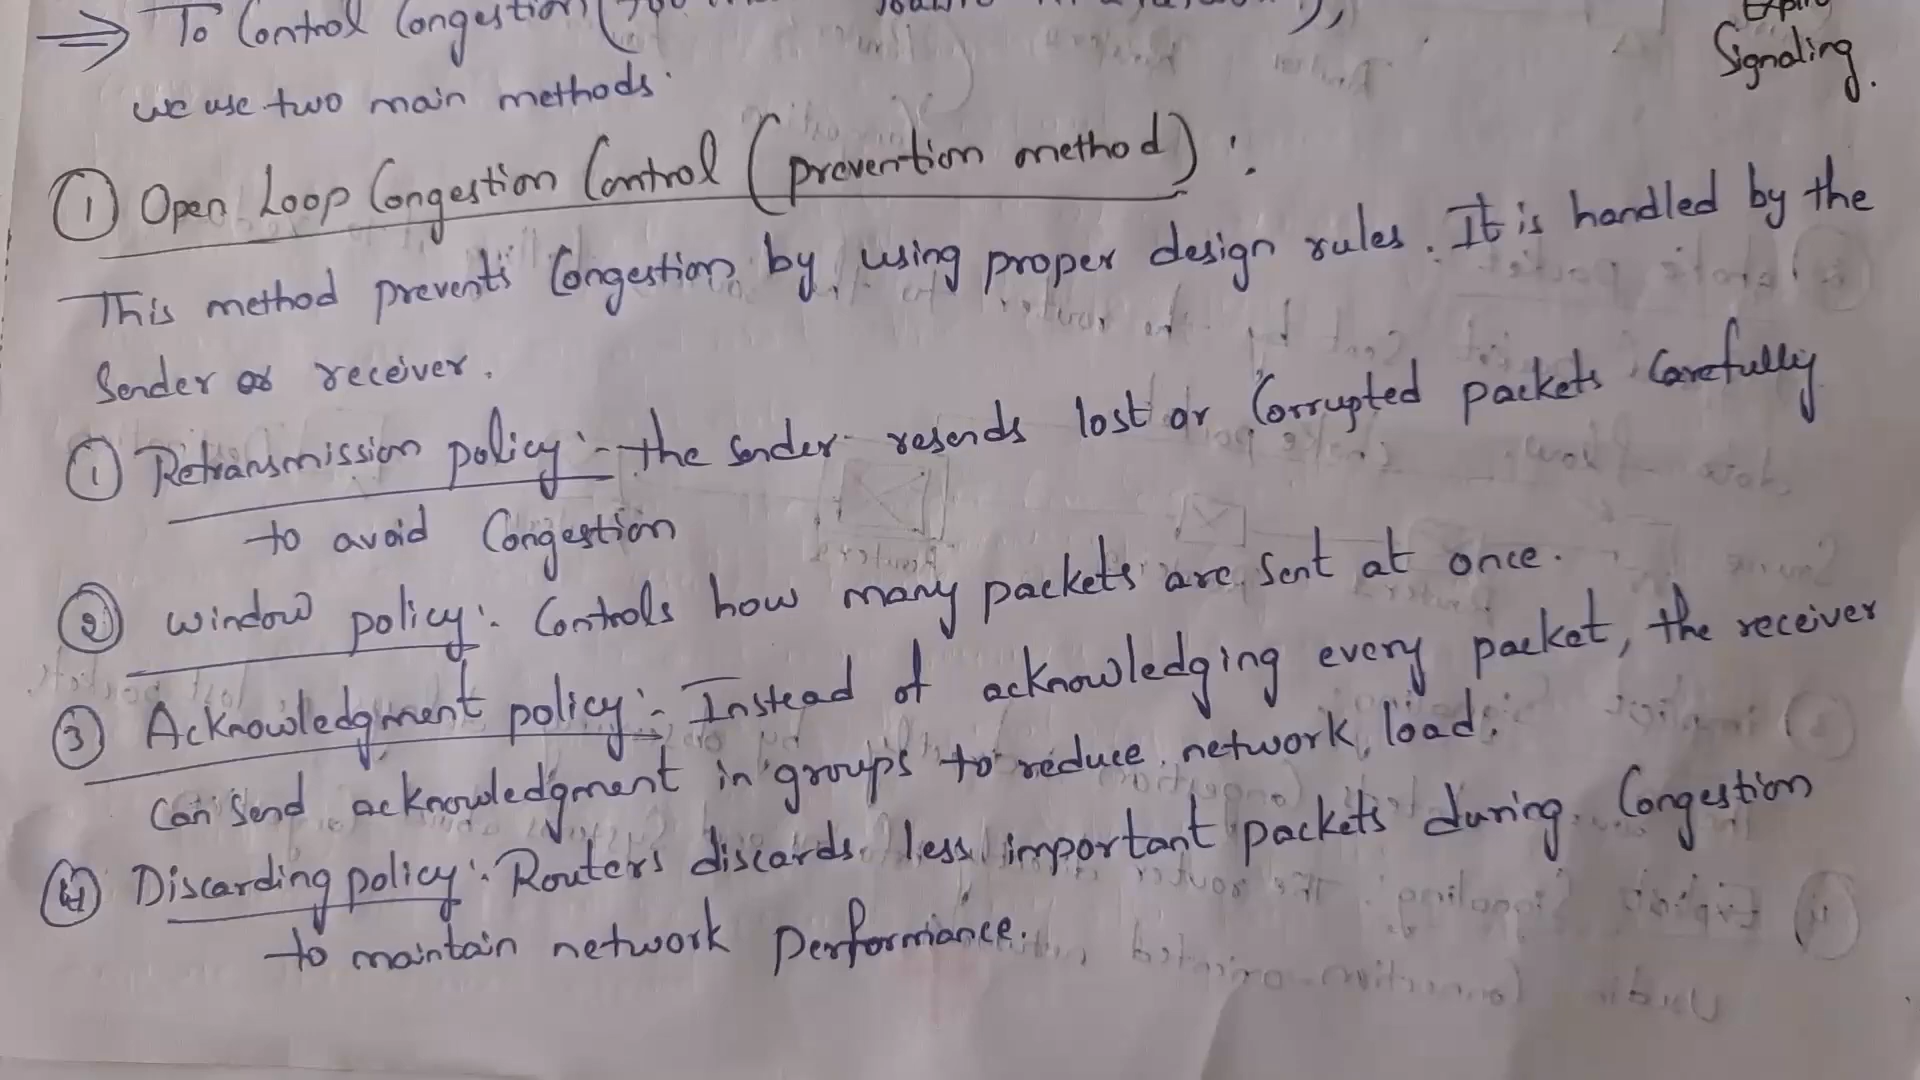 ⇒ To Control Congestion (
we use two main methods.
Signaling.
① Open Loop Congestion Control (prevention method) :
This method prevents Congestion by using proper design rules. It is handled by the
Sender or receiver.
① Retransmission policy :- the sender resends lost or Corrupted packets Carefully
to avoid Congestion
② window policy :- Controls how many packets are sent at once.
③ Acknowledgment policy :- Instead of acknowledging every packet, the receiver
Can send acknowledgment in groups to reduce network load.
④ Discarding policy :- Routers discards less important packets during Congestion
to maintain network performance.